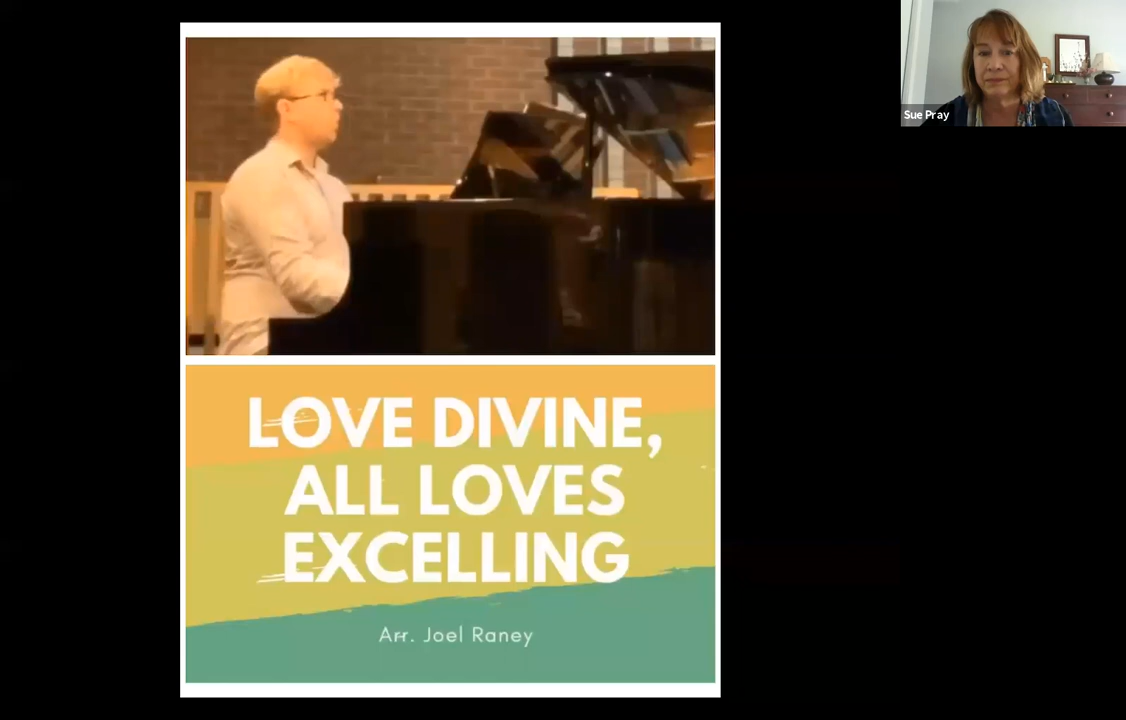 Sue Pray
LOVE DIVINE,
ALL LOVES
EXCELLING
Arr. Joel Raney